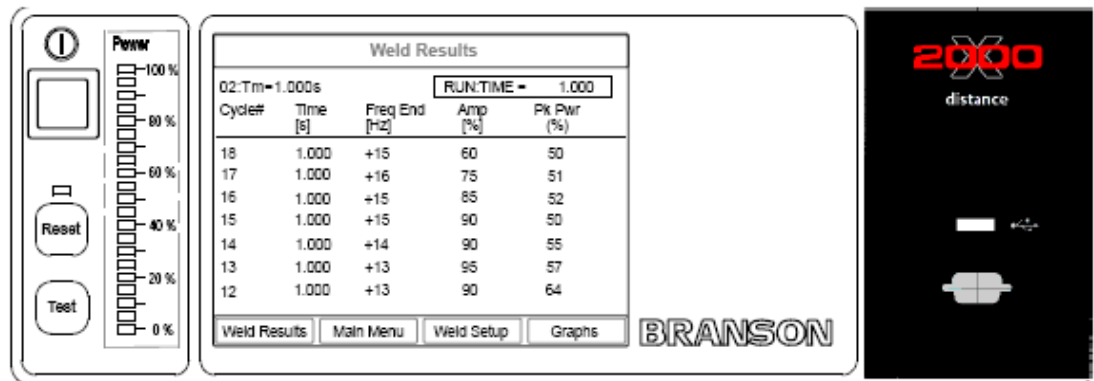 Power
100 %
80 %
60 %
40 %
20 %
0 %
Reset
Test
Weld Results
02:Tm=1.000s RUN:TIME = 1.000
Cycle# Time [s] Freq End [Hz] Amp [%] Pk Pwr (%)
18 1.000 +15 60 50
17 1.000 +16 75 51
16 1.000 +15 85 52
15 1.000 +15 90 50
14 1.000 +14 90 55
13 1.000 +13 95 57
12 1.000 +13 90 64
Weld Results Main Menu Weld Setup Graphs
BRANSON
2000 X
distance